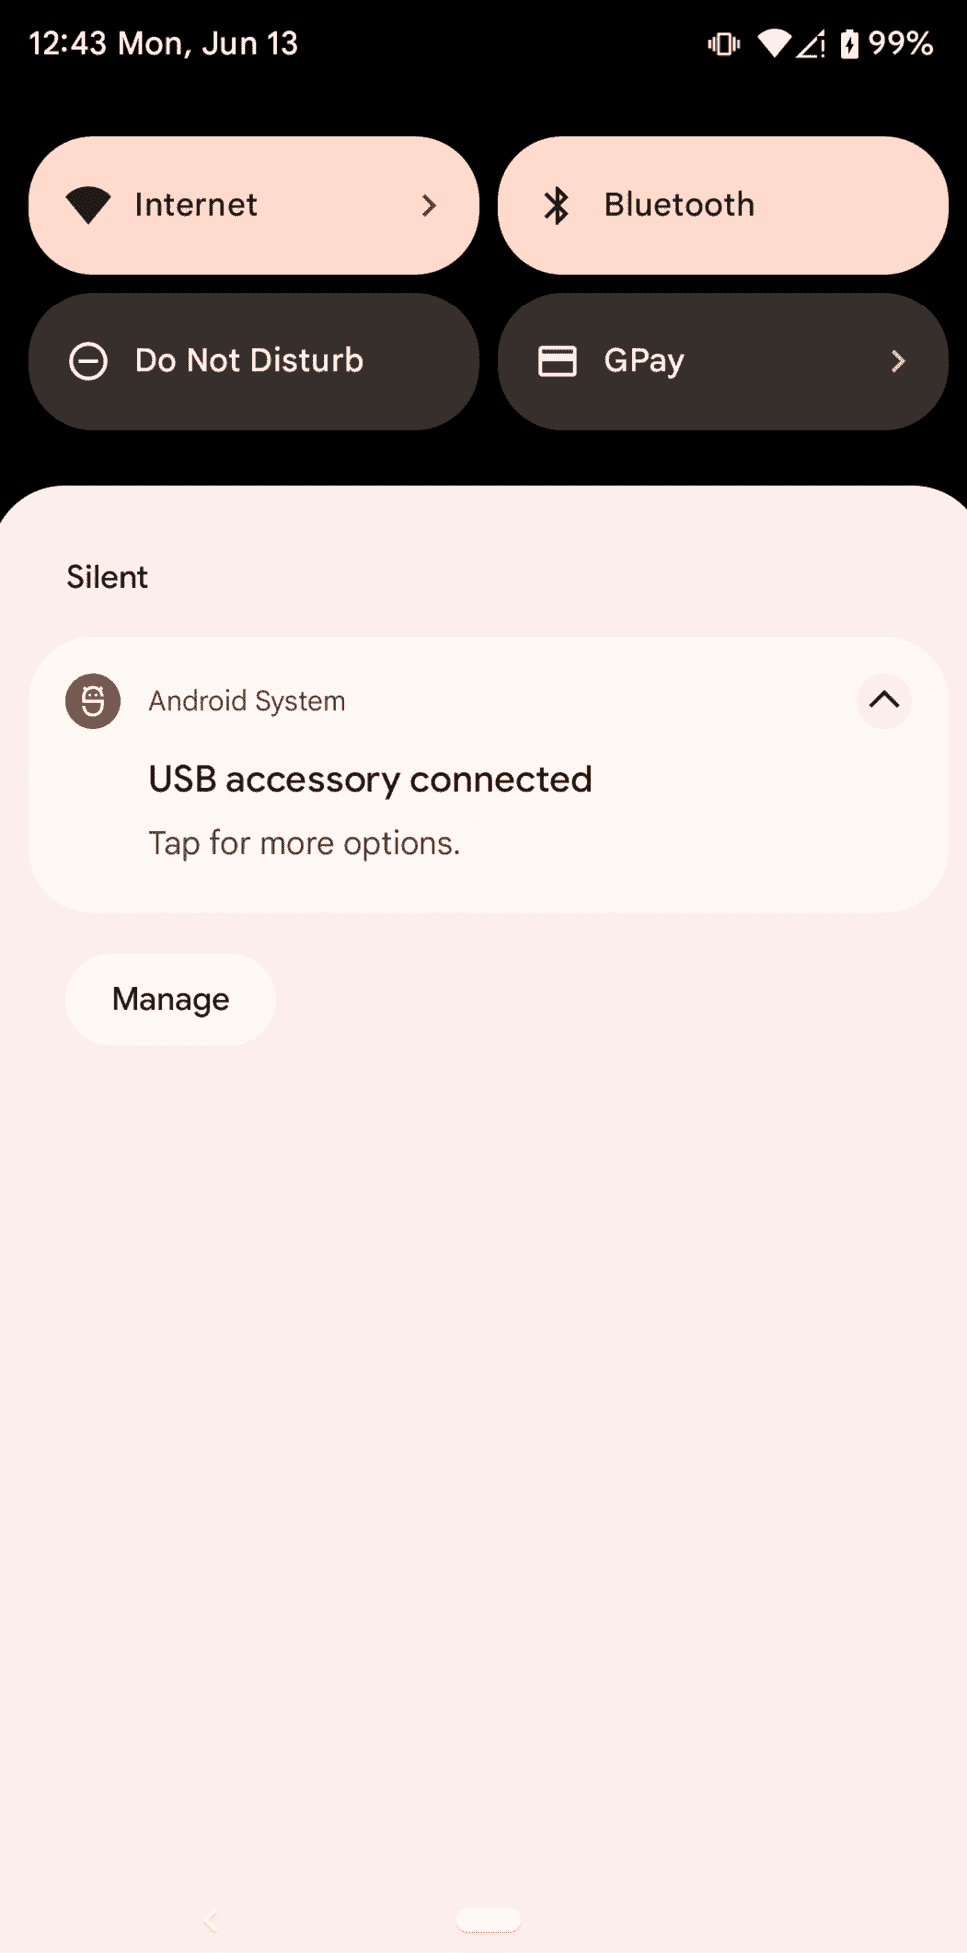 12:43 Mon, Jun 13 99%
Internet Bluetooth
Do Not Disturb GPay
Silent
Android System
USB accessory connected
Tap for more options.
Manage